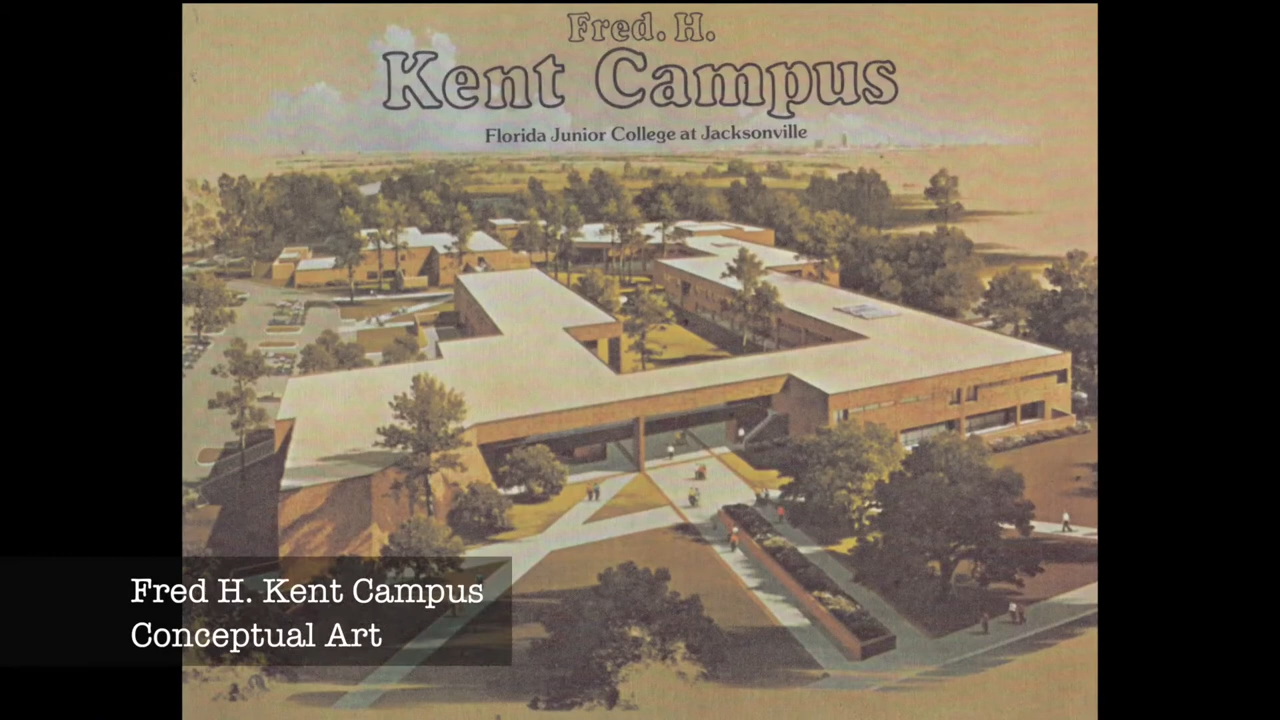 Fred. H.
Kent Campus
Florida Junior College at Jacksonville
Fred H. Kent Campus
Conceptual Art